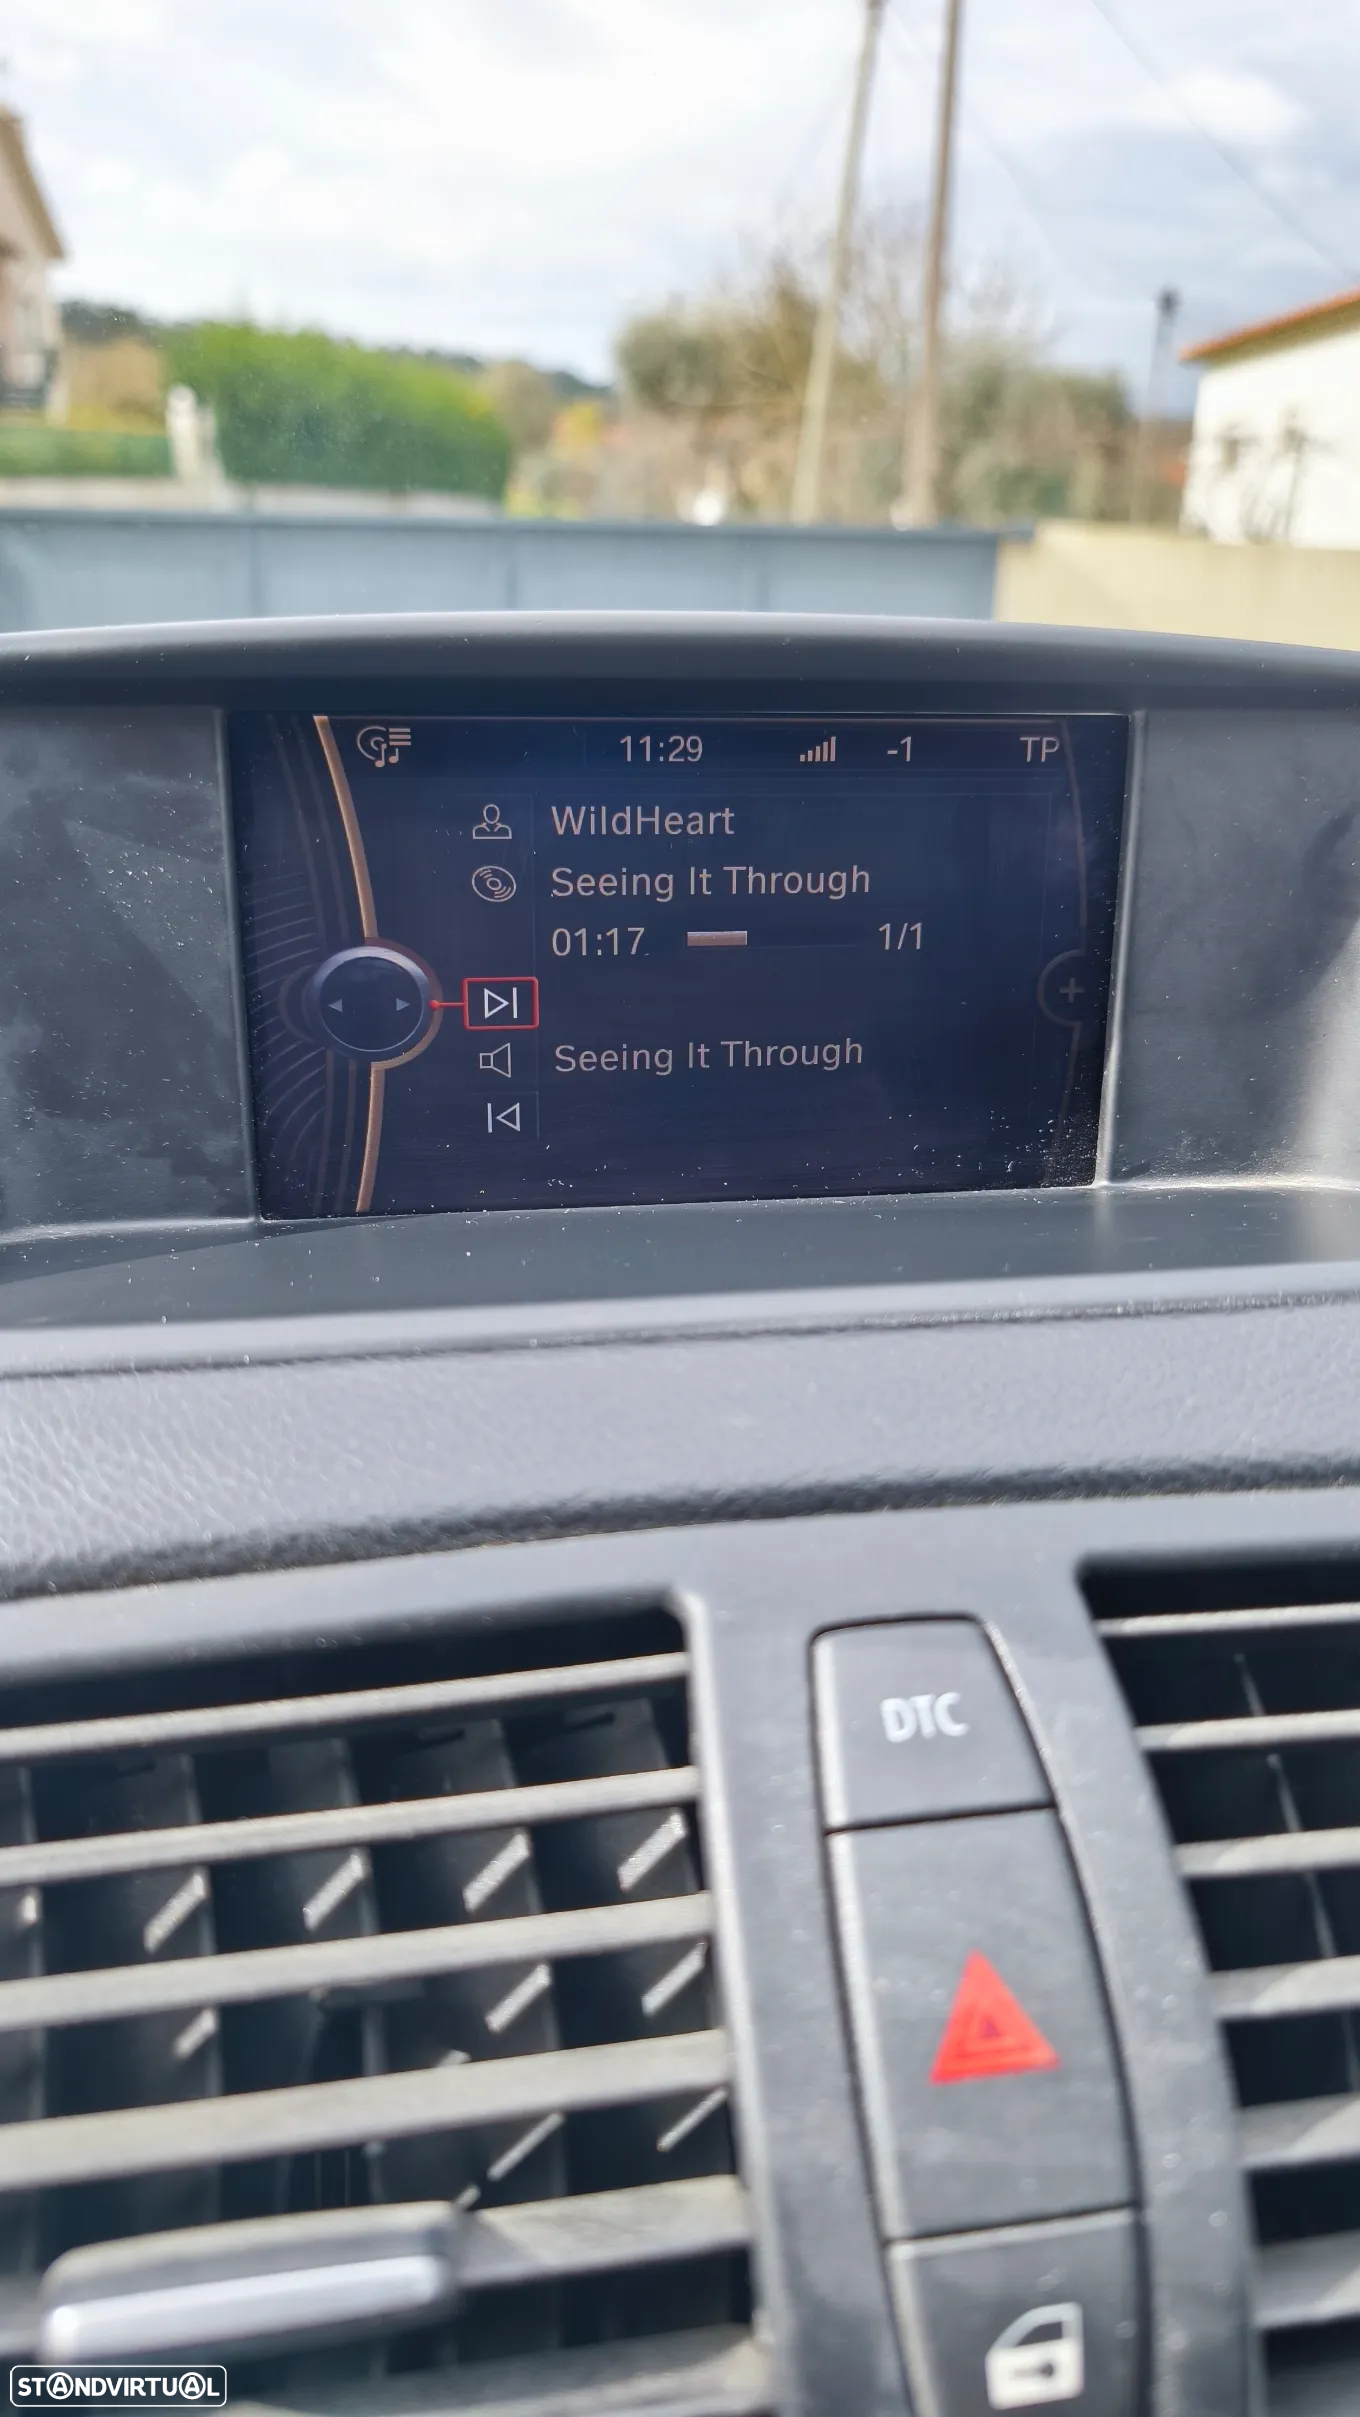 11:29 -1 TP
WildHeart
Seeing It Through
01:17 1/1
Seeing It Through
DTC
STANDVIRTUAL